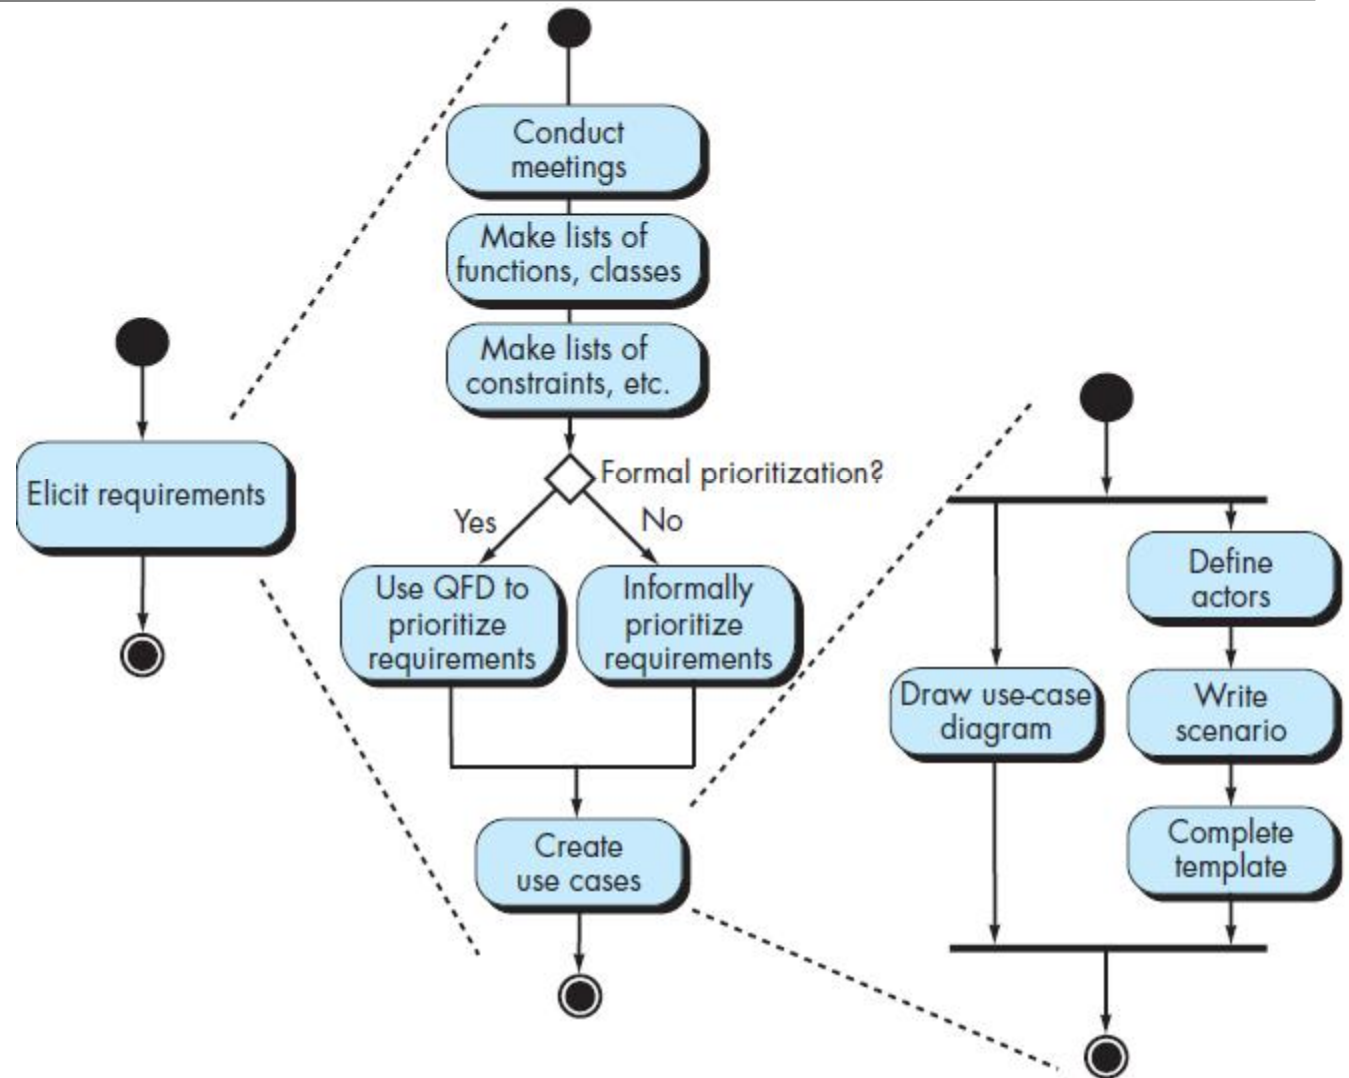 Conduct
meetings
Make lists of
functions, classes
Make lists of
constraints, etc.
Elicit requirements
Formal prioritization?
Yes
No
Use QFD to
prioritize
requirements
Informally
prioritize
requirements
Create
use cases
Draw use-case
diagram
Define
actors
Write
scenario
Complete
template